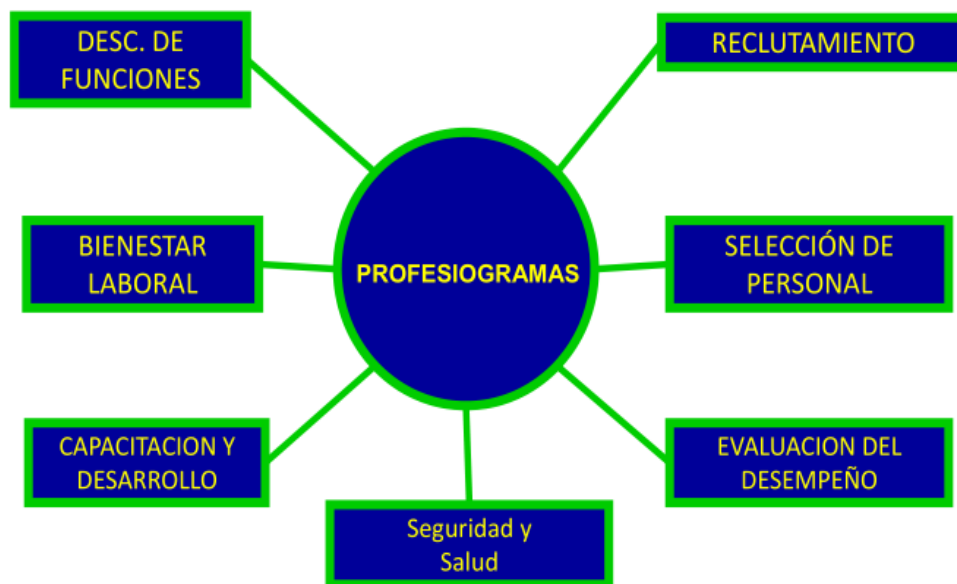 DESC. DE
FUNCIONES
RECLUTAMIENTO
BIENESTAR
LABORAL
PROFESIOGRAMAS
SELECCIÓN DE
PERSONAL
CAPACITACION Y
DESARROLLO
EVALUACION DEL
DESEMPEÑO
Seguridad y
Salud